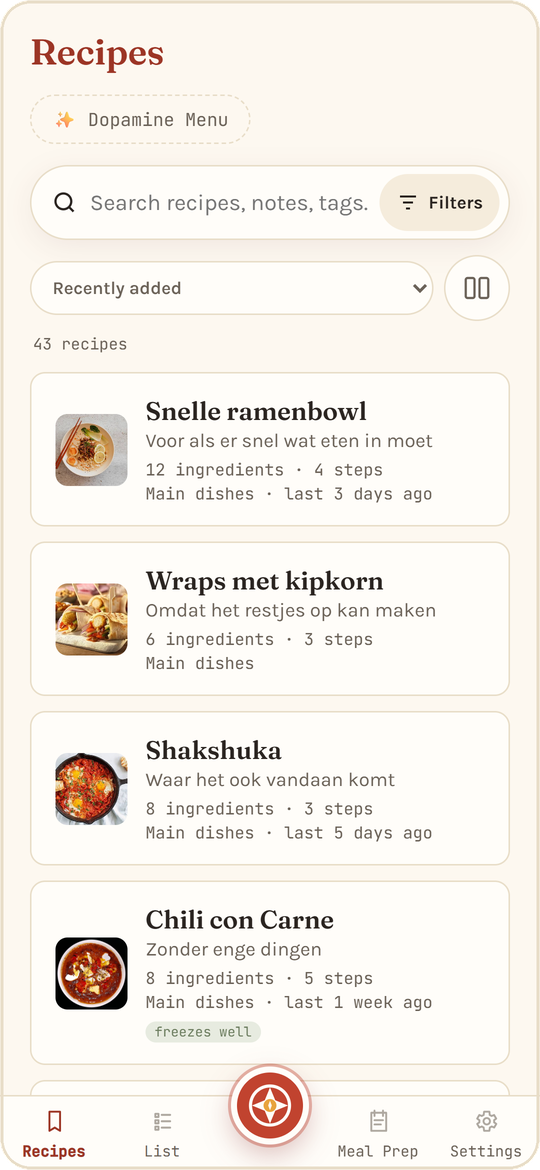 Recipes
✨ Dopamine Menu
Search recipes, notes, tags.
Filters
Recently added
43 recipes
Snelle ramenbowl
Voor als er snel wat eten in moet
12 ingredients · 4 steps
Main dishes · last 3 days ago
Wraps met kipkorn
Omdat het restjes op kan maken
6 ingredients · 3 steps
Main dishes
Shakshuka
Waar het ook vandaan komt
8 ingredients · 3 steps
Main dishes · last 5 days ago
Chili con Carne
Zonder enge dingen
8 ingredients · 5 steps
Main dishes · last 1 week ago
freezes well
Recipes
List
Meal Prep
Settings